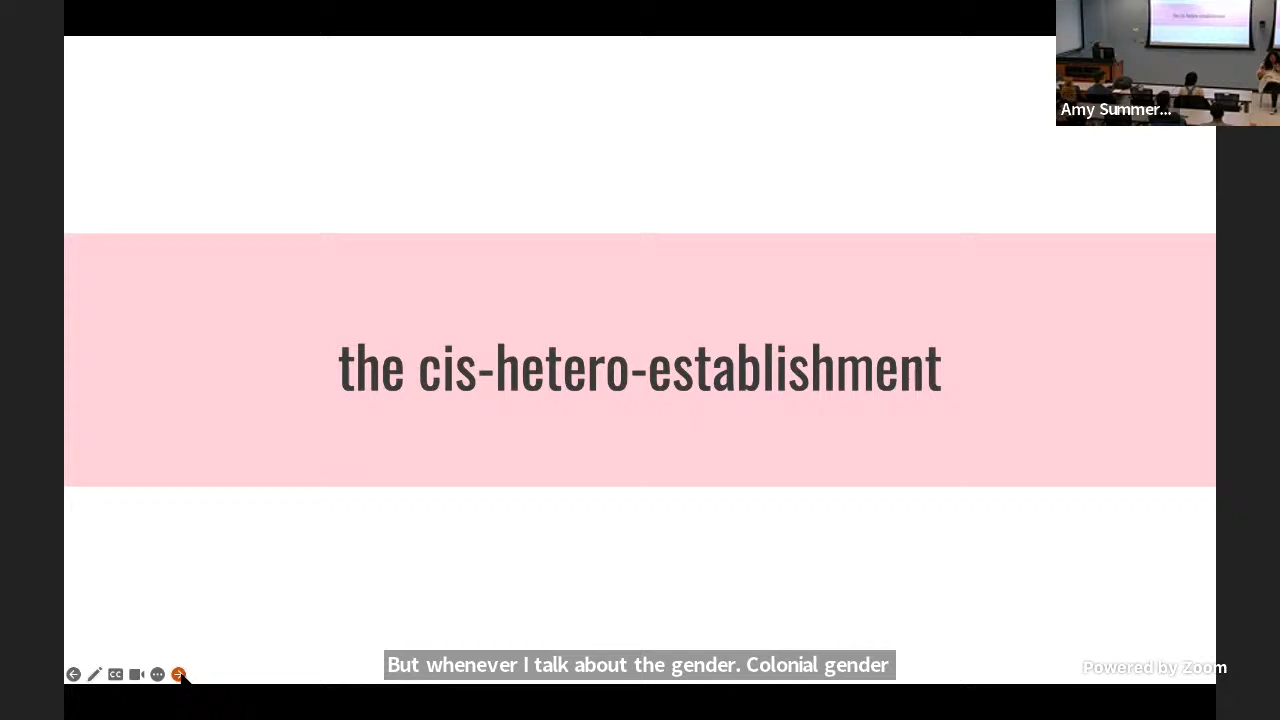 Amy Summer...
the cis-hetero-establishment
But whenever I talk about the gender. Colonial gender
Powered by Zoom